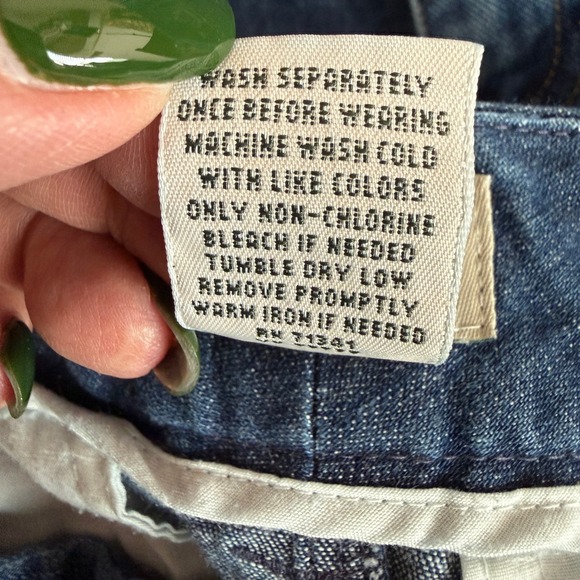 WASH SEPARATELY
ONCE BEFORE WEARING
MACHINE WASH COLD
WITH LIKE COLORS
ONLY NON-CHLORINE
BLEACH IF NEEDED
TUMBLE DRY LOW
REMOVE PROMPTLY
WARM IRON IF NEEDED
RN 71341